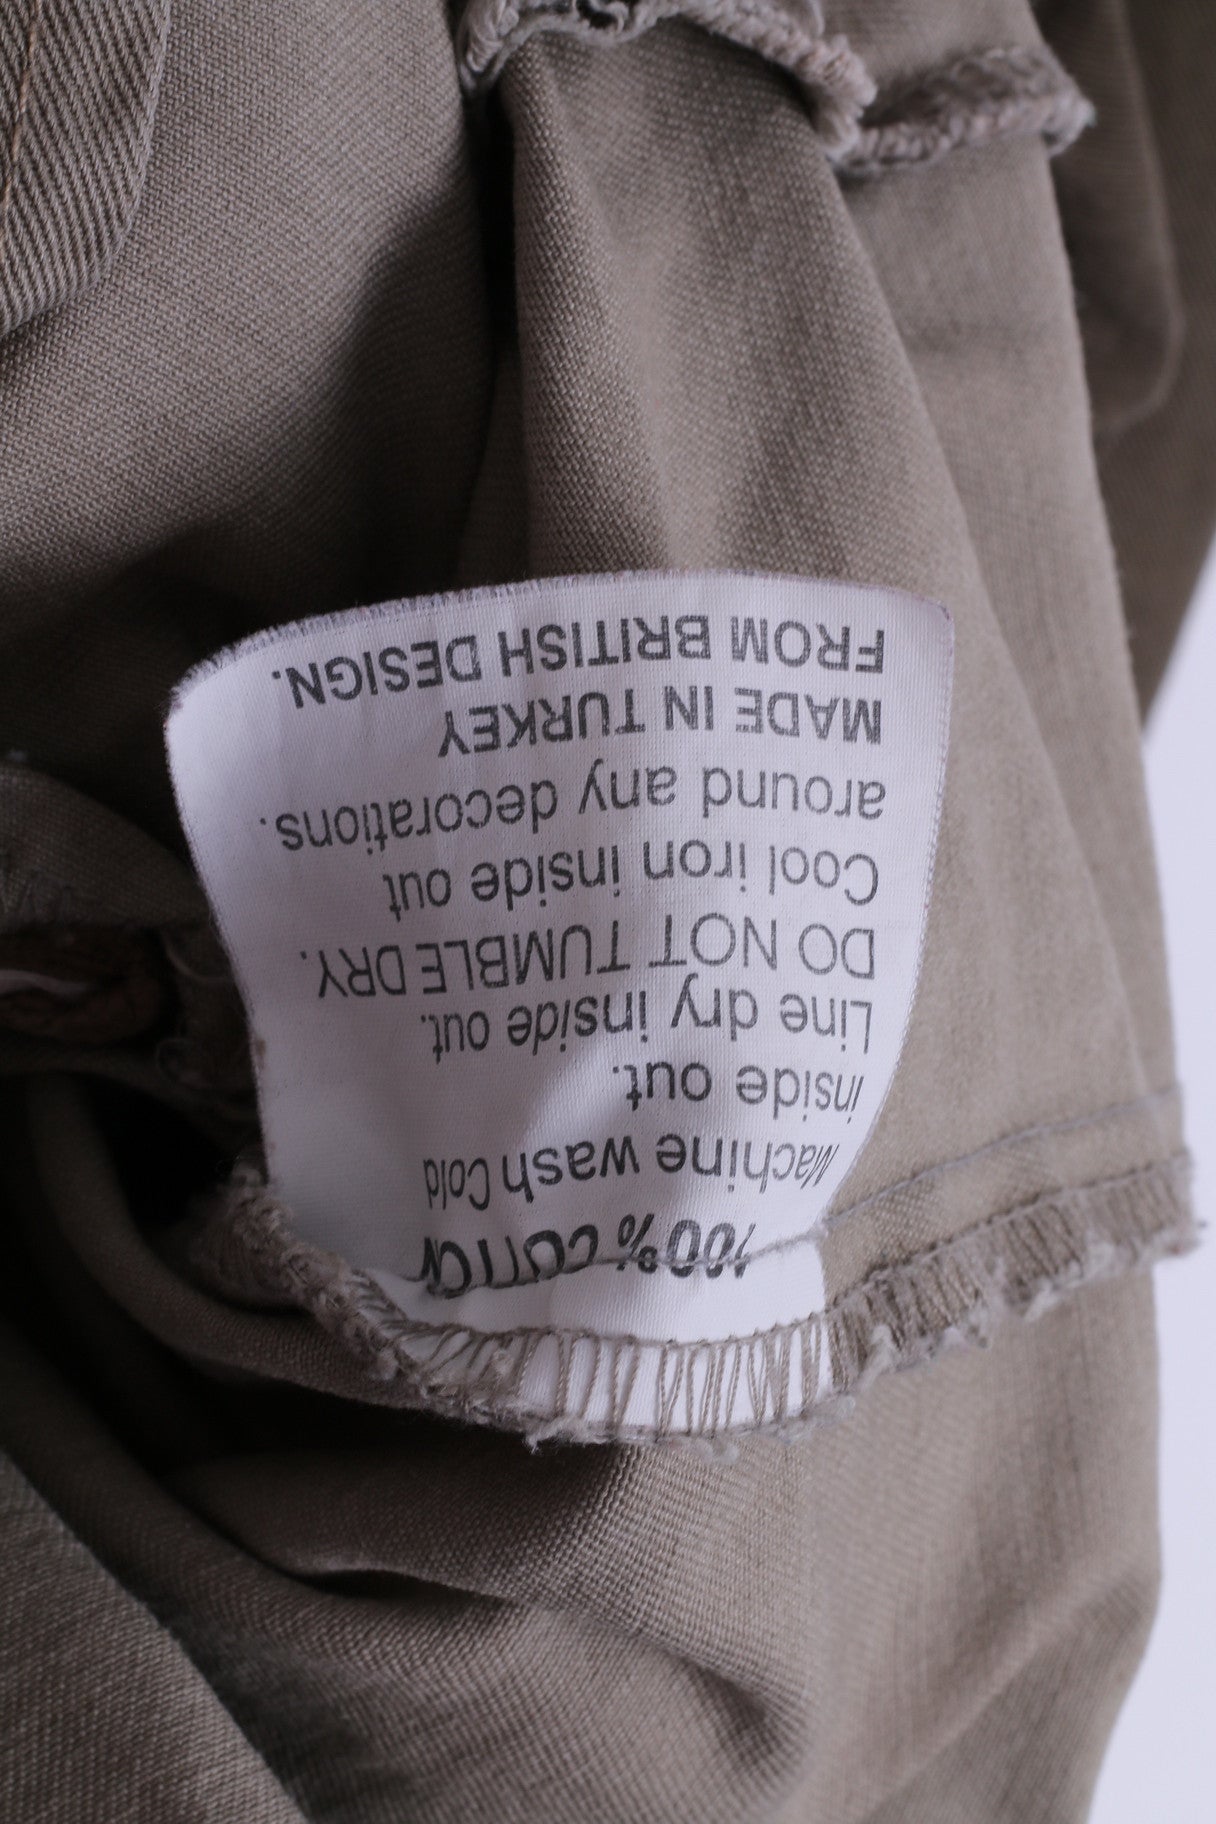 100% COTTON
Machine wash Cold
inside out.
Line dry inside out.
DO NOT TUMBLE DRY.
Cool iron inside out
around any decorations.
MADE IN TURKEY
FROM BRITISH DESIGN.